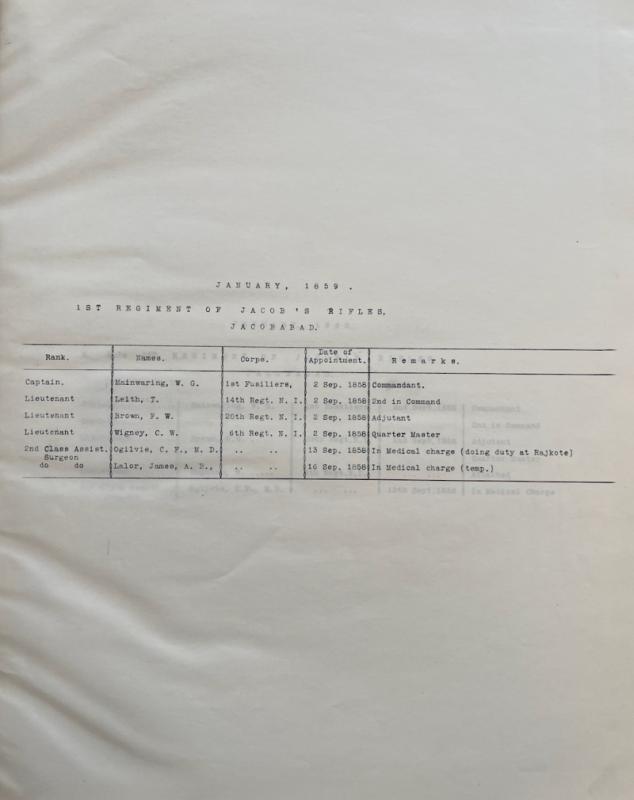 JANUARY, 1859.
1ST REGIMENT OF JACOB'S RIFLES.
JACOBABAD.
Rank. Names. Corps. Date of Appointment. Remarks.
Captain. Mainwaring, W. G. 1st Fusiliers, 2 Sep. 1858 Commandant.
Lieutenant Leith, T. 14th Regt. N. I. 2 Sep. 1858 2nd in Command
Lieutenant Brown, F. W. 20th Regt. N. I. 2 Sep. 1858 Adjutant
Lieutenant Wigney, C. W. 6th Regt. N. I. 2 Sep. 1858 Quarter Master
2nd Class Assist. Surgeon Ogilvie, C. F., M. D. .. .. 13 Sep. 1858 In Medical charge (doing duty at Rajkote)
do do Lalor, James, A. B., .. .. 16 Sep. 1858 In Medical charge (temp.)